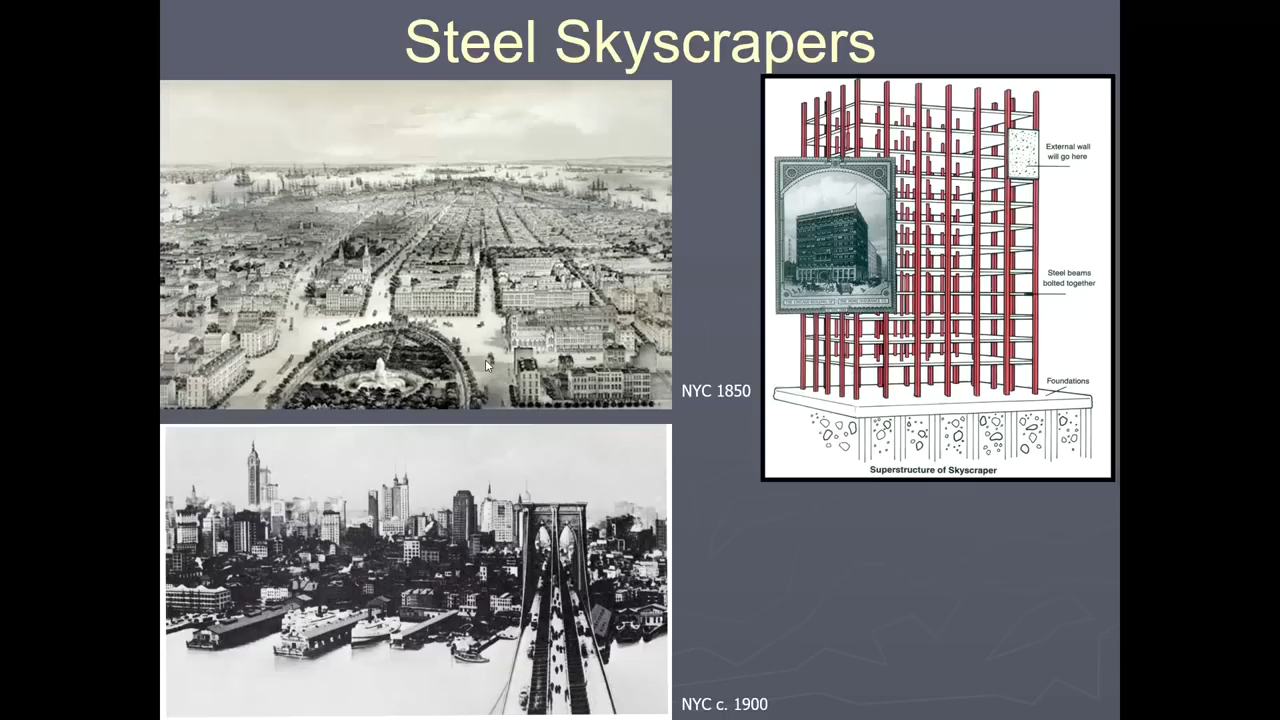 Steel Skyscrapers
External wall
will go here
Steel beams
bolted together
NYC 1850
Foundations
Superstructure of Skyscraper
NYC c. 1900